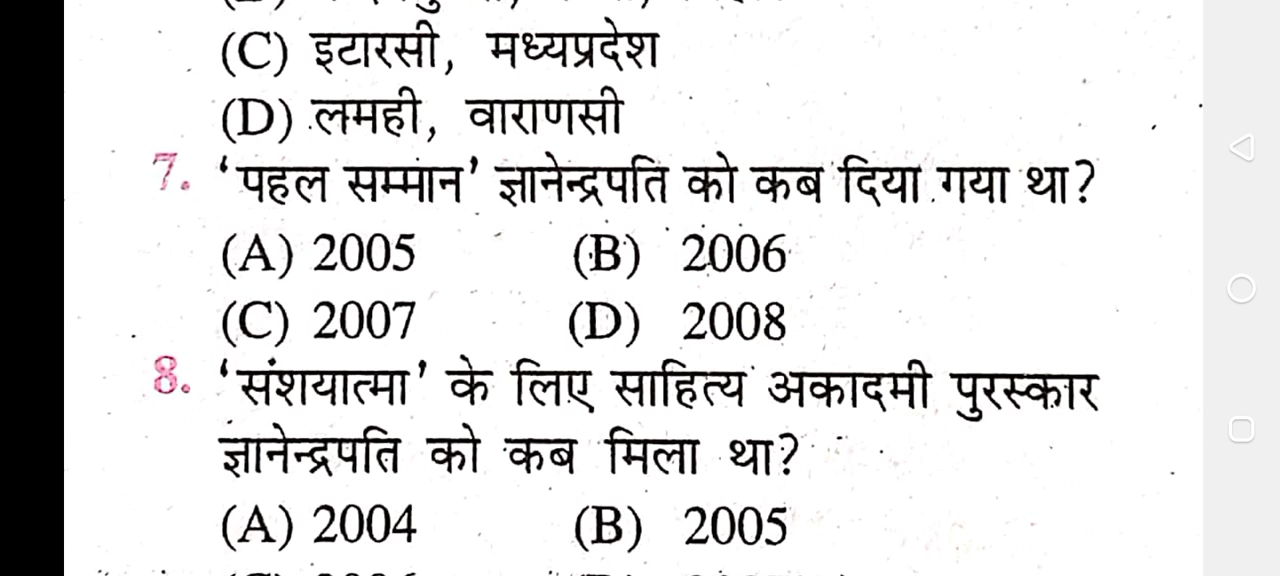 (C) इटारसी, मध्यप्रदेश
(D) लमही, वाराणसी
7. ‘पहल सम्मान’ ज्ञानेन्द्रपति को कब दिया गया था?
(A) 2005 (B) 2006
(C) 2007 (D) 2008
8. ‘संशयात्मा’ के लिए साहित्य अकादमी पुरस्कार
ज्ञानेन्द्रपति को कब मिला था?
(A) 2004 (B) 2005